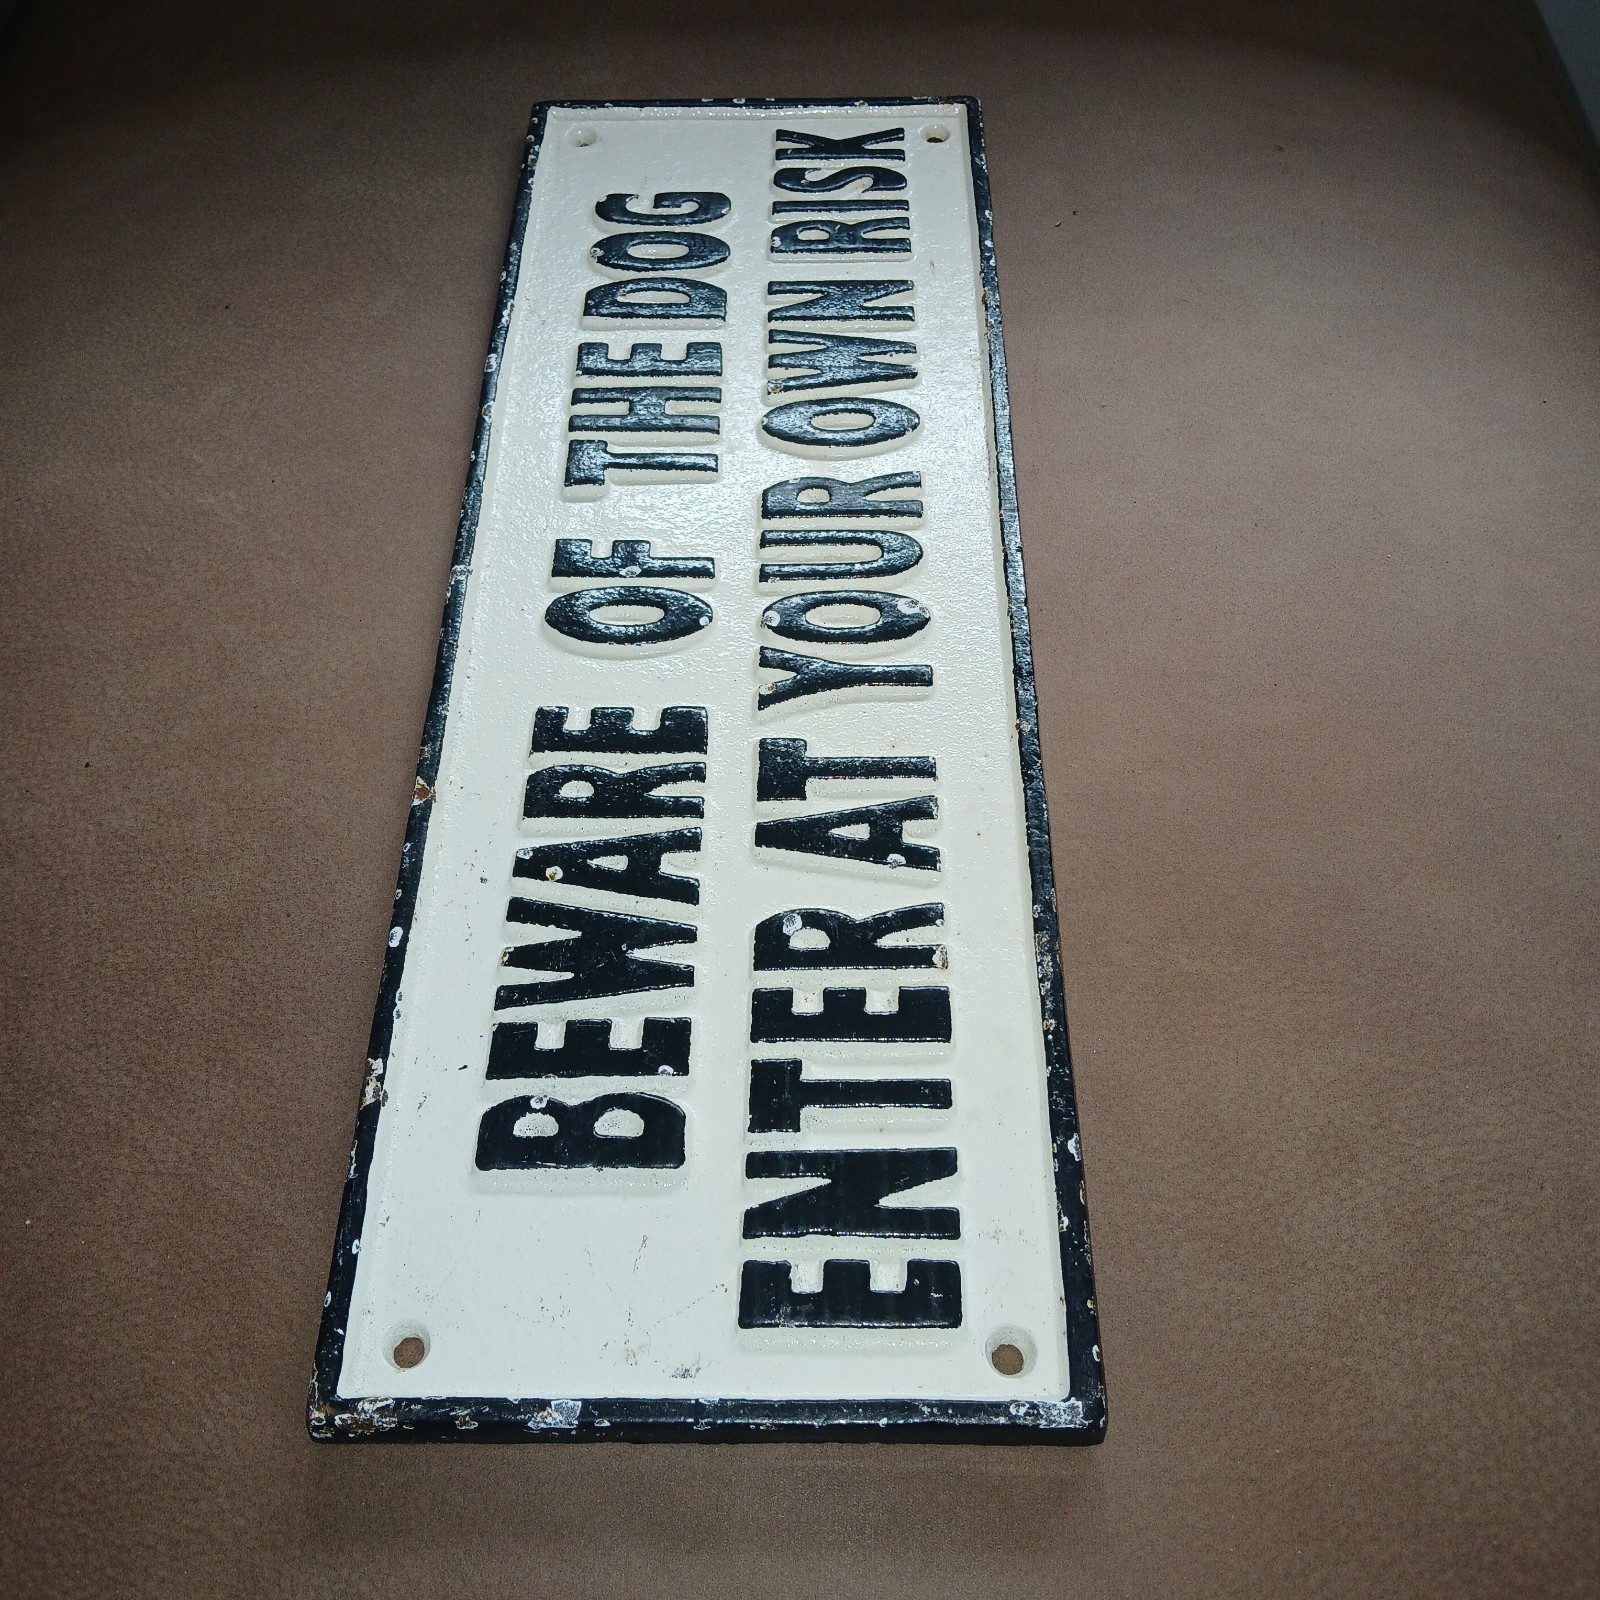 BEWARE OF THE DOG
ENTER AT YOUR OWN RISK